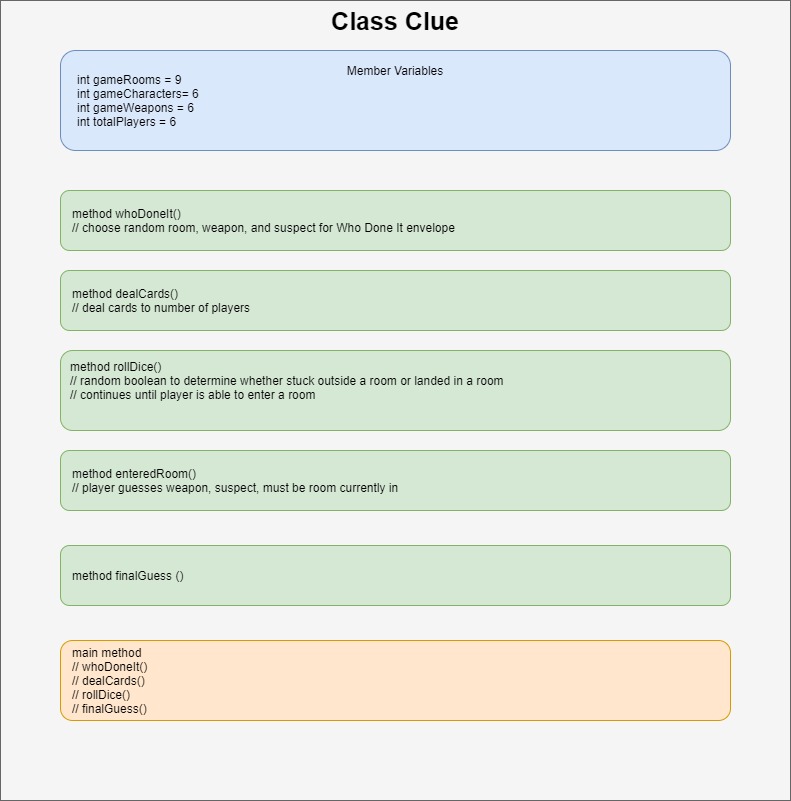 Class Clue
Member Variables
int gameRooms = 9
int gameCharacters= 6
int gameWeapons = 6
int totalPlayers = 6
method whoDoneIt()
// choose random room, weapon, and suspect for Who Done It envelope
method dealCards()
// deal cards to number of players
method rollDice()
// random boolean to determine whether stuck outside a room or landed in a room
// continues until player is able to enter a room
method enteredRoom()
// player guesses weapon, suspect, must be room currently in
method finalGuess ()
main method
// whoDoneIt()
// dealCards()
// rollDice()
// finalGuess()